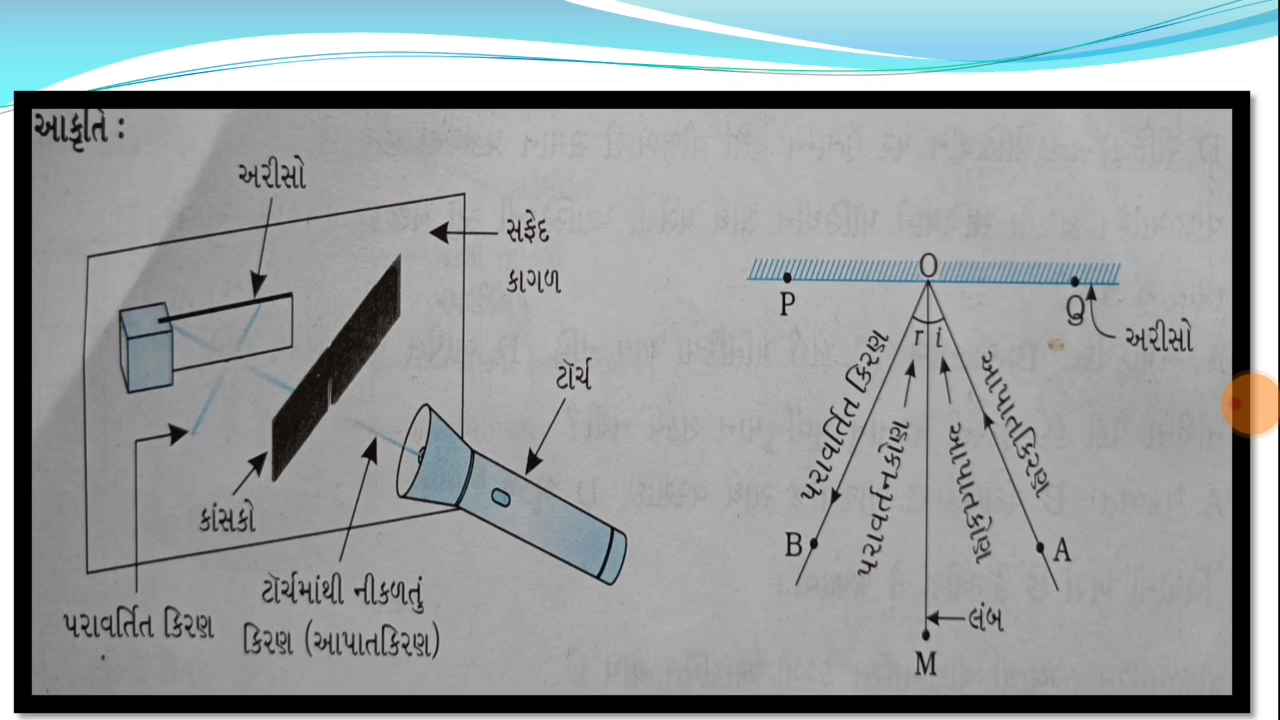 આકૃતિ :
અરીસો
સફેદ
કાગળ
ટૉર્ચ
કાંસકો
ટૉર્ચમાંથી નીકળતું
કિરણ (આપાતકિરણ)
પરાવર્તિત કિરણ
O
P
Q
અરીસો
r
i
પરાવર્તિત કિરણ
પરાવર્તનકોણ
આપાતકોણ
આપાતકિરણ
B
A
લંબ
M